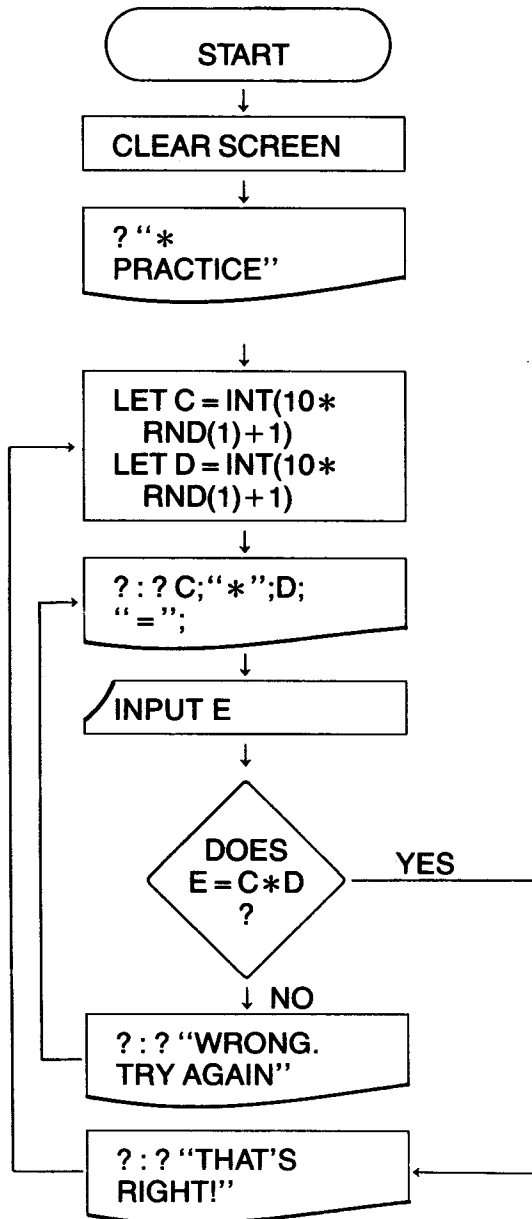 START
CLEAR SCREEN
? “*
PRACTICE”
LET C = INT(10*
RND(1)+1)
LET D = INT(10*
RND(1)+1)
? : ? C;“*”;D;
“ = ”;
INPUT E
DOES
E = C*D
?
YES
NO
? : ? “WRONG.
TRY AGAIN”
? : ? “THAT'S
RIGHT!”